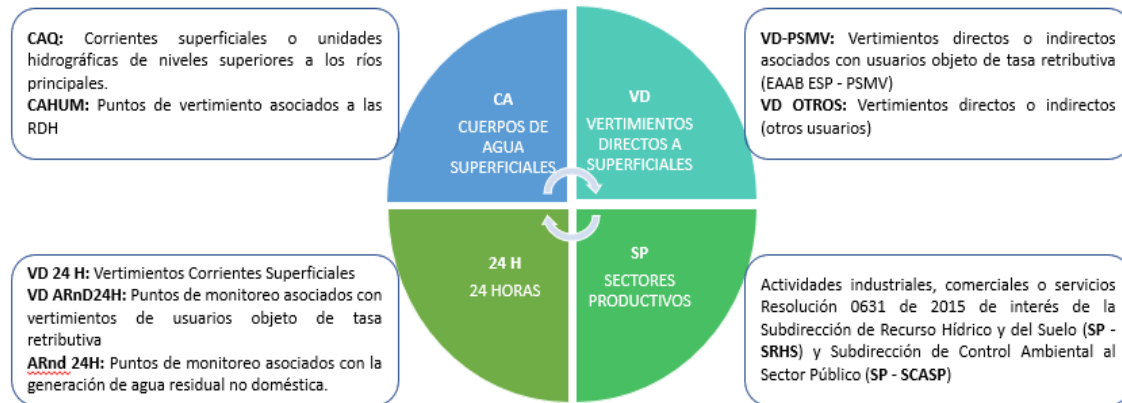 CAQ: Corrientes superficiales o unidades
hidrográficas de niveles superiores a los ríos
principales.
CAHUM: Puntos de vertimiento asociados a las
RDH
CA
CUERPOS DE
AGUA
SUPERFICIALES
VD
VERTIMIENTOS
DIRECTOS A
SUPERFICIALES
VD-PSMV: Vertimientos directos o indirectos
asociados con usuarios objeto de tasa retributiva
(EAAB ESP - PSMV)
VD OTROS: Vertimientos directos o indirectos
(otros usuarios)
VD 24 H: Vertimientos Corrientes Superficiales
VD ARnD24H: Puntos de monitoreo asociados con
vertimientos de usuarios objeto de tasa
retributiva
ARnd 24H: Puntos de monitoreo asociados con la
generación de agua residual no doméstica.
24 H
24 HORAS
SP
SECTORES
PRODUCTIVOS
Actividades industriales, comerciales o servicios
Resolución 0631 de 2015 de interés de la
Subdirección de Recurso Hídrico y del Suelo (SP -
SRHS) y Subdirección de Control Ambiental al
Sector Público (SP - SCASP)